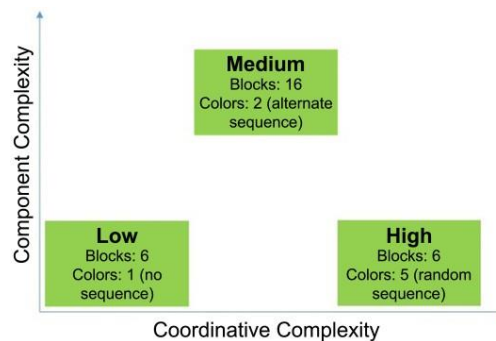 Component Complexity
Medium
Blocks: 16
Colors: 2 (alternate
sequence)
Low
Blocks: 6
Colors: 1 (no
sequence)
High
Blocks: 6
Colors: 5 (random
sequence)
Coordinative Complexity